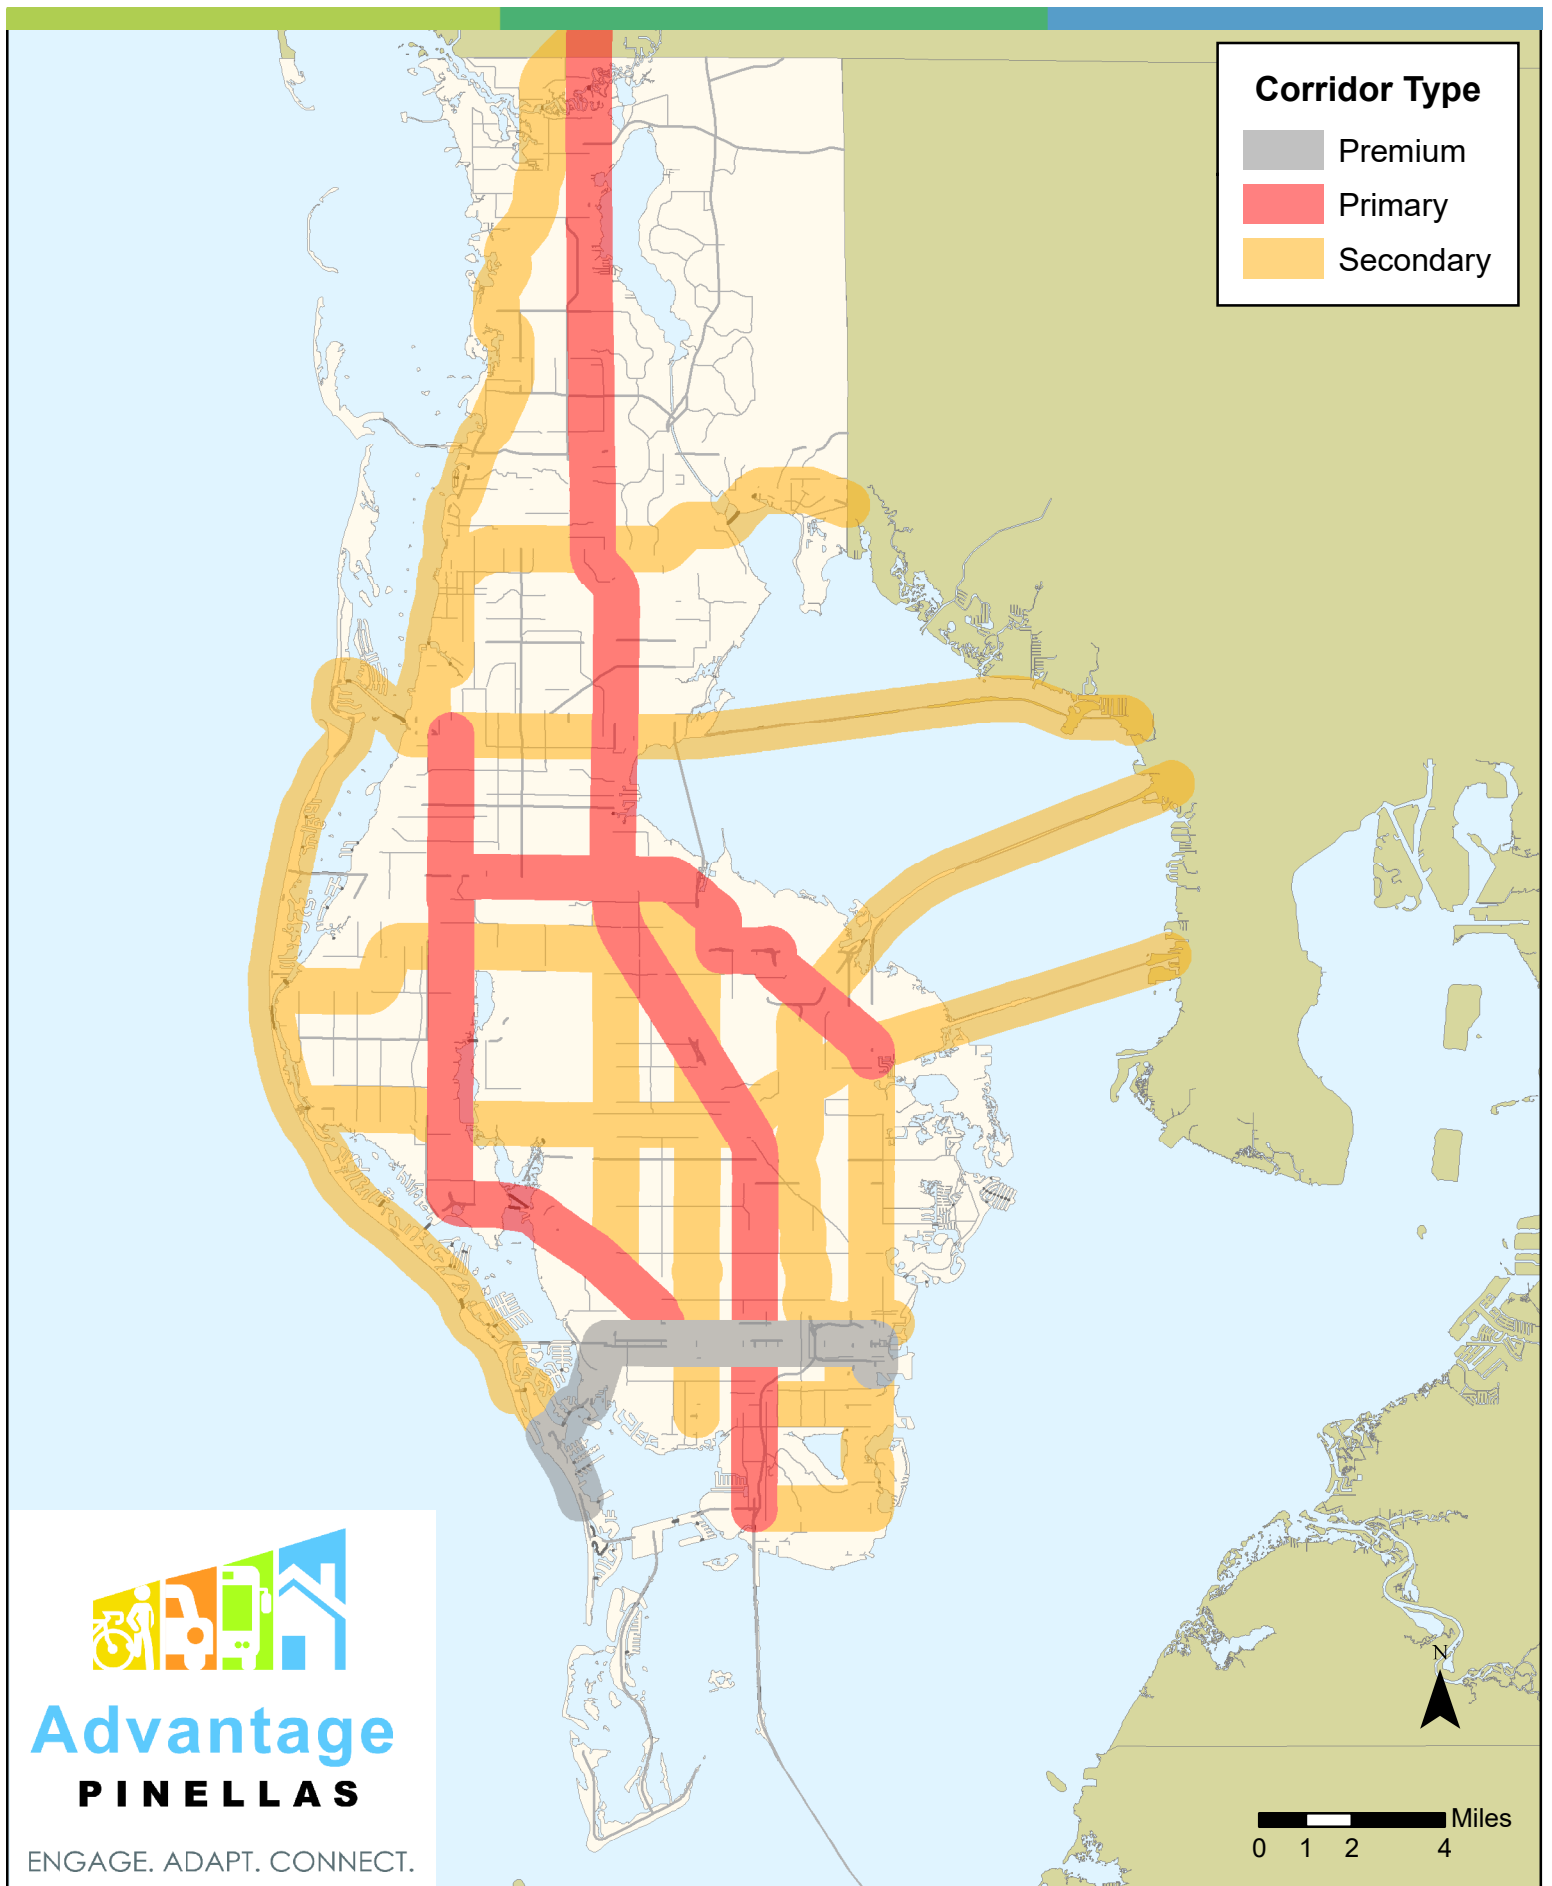 Corridor Type
Premium
Primary
Secondary
N
Miles
0 1 2 4
Advantage
PINELLAS
ENGAGE. ADAPT. CONNECT.